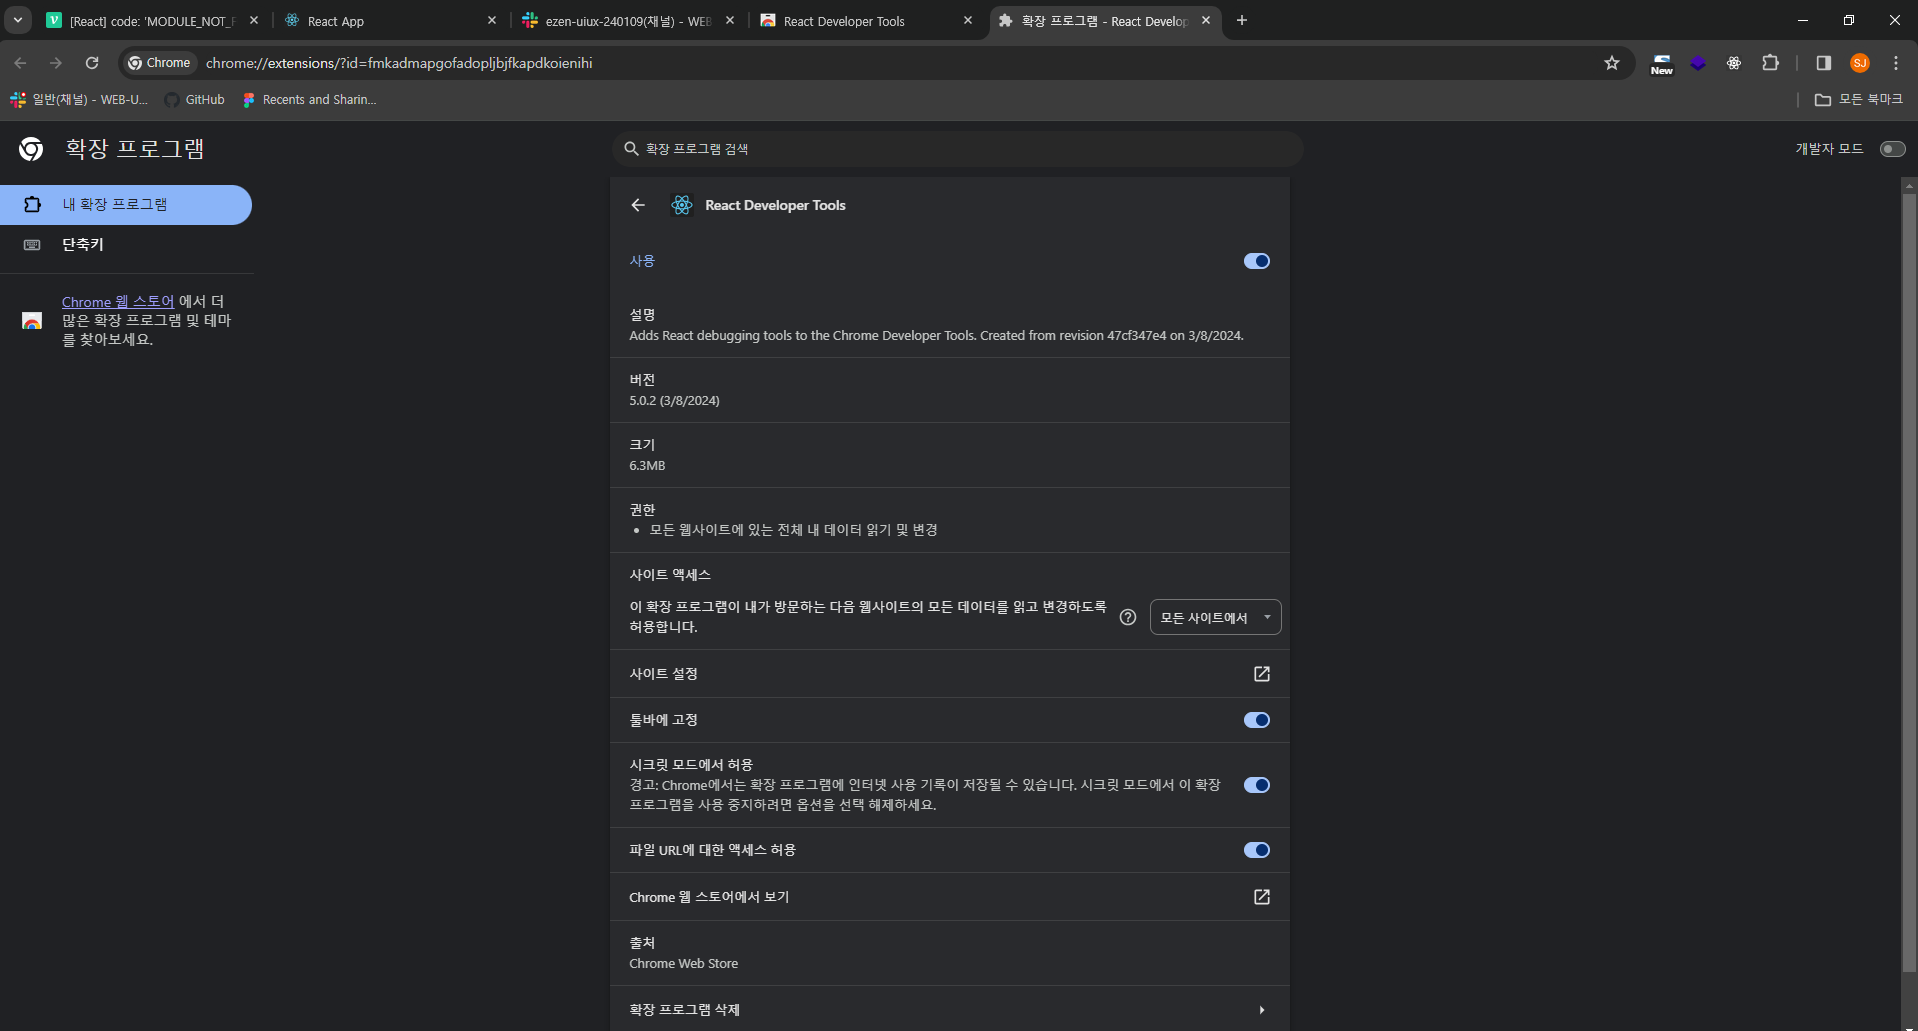 [React] code: 'MODULE_NOT_F
React App
ezen-uiux-240109(채널) - WEB
React Developer Tools
확장 프로그램 - React Develop
Chrome
chrome://extensions/?id=fmkadmapgofadopljbjfkapdkoienihi
New
SJ
일반(채널) - WEB-U...
GitHub
Recents and Sharin...
모든 북마크
확장 프로그램
확장 프로그램 검색
개발자 모드
내 확장 프로그램
단축키
Chrome 웹 스토어 에서 더
많은 확장 프로그램 및 테마
를 찾아보세요.
React Developer Tools
사용
설명
Adds React debugging tools to the Chrome Developer Tools. Created from revision 47cf347e4 on 3/8/2024.
버전
5.0.2 (3/8/2024)
크기
6.3MB
권한
• 모든 웹사이트에 있는 전체 내 데이터 읽기 및 변경
사이트 액세스
이 확장 프로그램이 내가 방문하는 다음 웹사이트의 모든 데이터를 읽고 변경하도록
허용합니다.
모든 사이트에서
사이트 설정
툴바에 고정
시크릿 모드에서 허용
경고: Chrome에서는 확장 프로그램에 인터넷 사용 기록이 저장될 수 있습니다. 시크릿 모드에서 이 확장
프로그램을 사용 중지하려면 옵션을 선택 해제하세요.
파일 URL에 대한 액세스 허용
Chrome 웹 스토어에서 보기
출처
Chrome Web Store
확장 프로그램 삭제